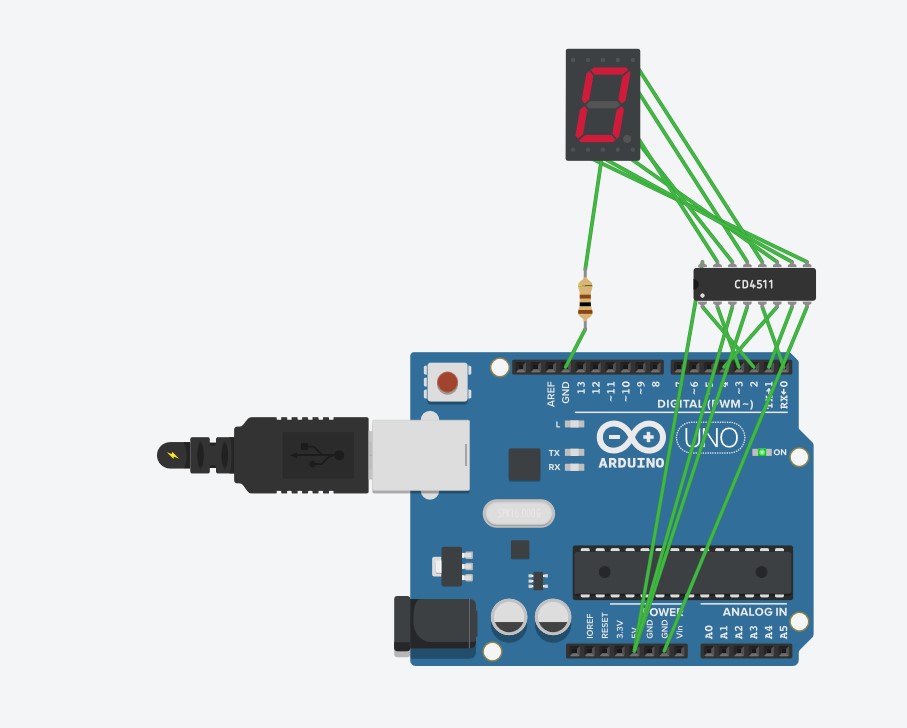 0
CD4511
AREF
GND
13
12
~11
~10
~9
8
7
~6
~5
4
~3
2
TX→1
RX←0
DIGITAL (PWM~)
L
TX
RX
ARDUINO
UNO
ON
POWER
ANALOG IN
IOREF
RESET
3.3V
5V
GND
GND
Vin
A0
A1
A2
A3
A4
A5